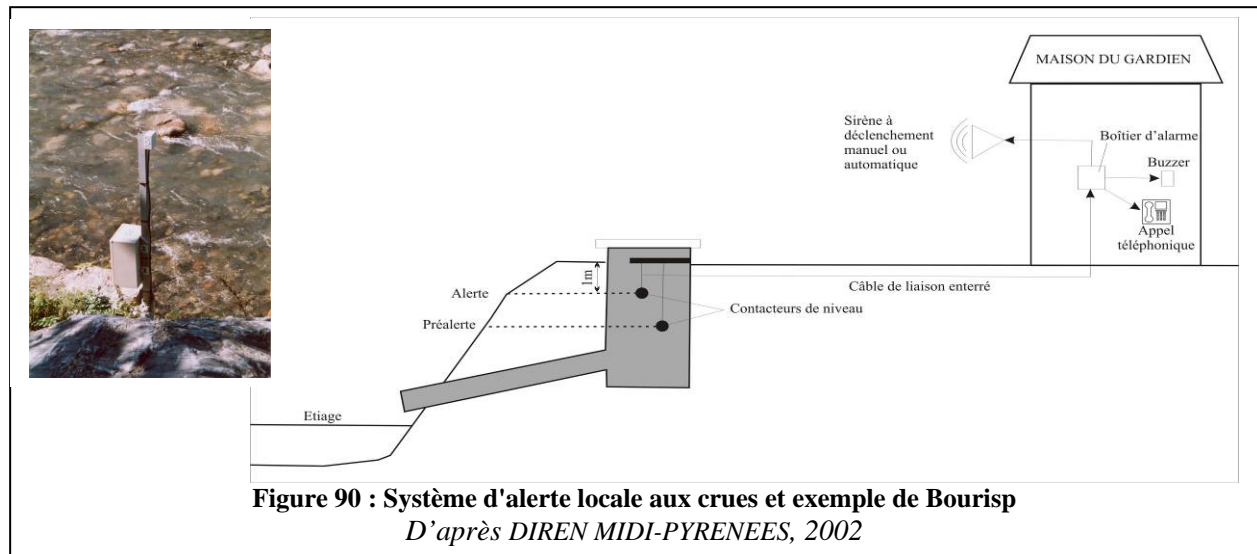 MAISON DU GARDIEN
Sirène à
déclenchement
manuel ou
automatique
Boîtier d'alarme
Buzzer
Appel
téléphonique
1m
Alerte
Câble de liaison enterré
Contacteurs de niveau
Préalerte
Etiage
Figure 90 : Système d'alerte locale aux crues et exemple de Bourisp
D'après DIREN MIDI-PYRENEES, 2002